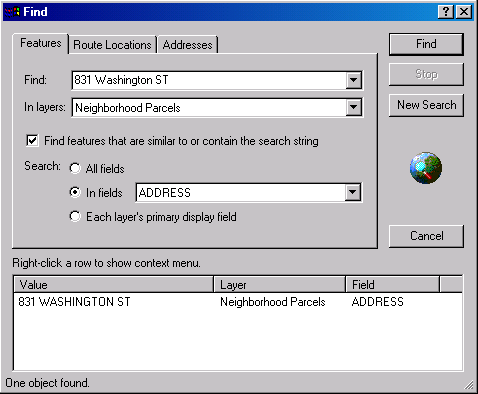 Find
Features Route Locations Addresses
Find
Find: 831 Washington ST
Stop
In layers: Neighborhood Parcels
New Search
Find features that are similar to or contain the search string
Search: All fields
In fields ADDRESS
Each layer's primary display field
Cancel
Right-click a row to show context menu.
Value Layer Field
831 WASHINGTON ST Neighborhood Parcels ADDRESS
One object found.